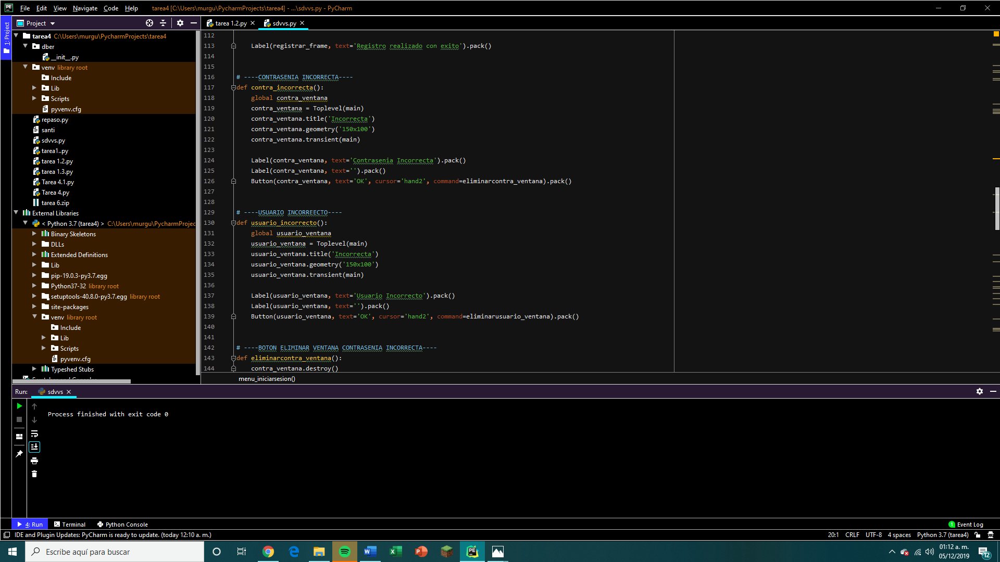 File Edit View Navigate Code Help tarea4 [C:\Users\murgu\PycharmProjects\tarea4] - ...\sdvvs.py - PyCharm
Project
tarea 1.2.py
sdvvs.py
1: Project
tarea4 C:\Users\murgu\PycharmProjects\tarea4
dber
__init__.py
venv library root
Include
Lib
Scripts
pyvenv.cfg
repaso.py
santi
sdvvs.py
tarea1..py
tarea 1.2.py
tarea 1.3.py
Tarea 4.1.py
Tarea 4.py
tarea 6.zip
External Libraries
< Python 3.7 (tarea4) > C:\Users\murgu\PycharmProjec
Binary Skeletons
DLLs
Extended Definitions
Lib
pip-19.0.3-py3.7.egg
Python37-32 library root
setuptools-40.8.0-py3.7.egg library root
site-packages
venv library root
Include
Lib
Scripts
pyvenv.cfg
Typeshed Stubs
112
113 Label(registrar_frame, text='Registro realizado con exito').pack()
114
115
116 # ----CONTRASENIA INCORRECTA----
117 def contra_incorrecta():
118 global contra_ventana
119 contra_ventana = Toplevel(main)
120 contra_ventana.title('Incorrecta')
121 contra_ventana.geometry('150x100')
122 contra_ventana.transient(main)
123
124 Label(contra_ventana, text='Contrasenia Incorrecta').pack()
125 Label(contra_ventana, text='').pack()
126 Button(contra_ventana, text='OK', cursor='hand2', command=eliminarcontra_ventana).pack()
127
128
129 # ----USUARIO INCORREECTO----
130 def usuario_incorrecto():
131 global usuario_ventana
132 usuario_ventana = Toplevel(main)
133 usuario_ventana.title('Incorrecta')
134 usuario_ventana.geometry('150x100')
135 usuario_ventana.transient(main)
136
137 Label(usuario_ventana, text='Usuario Incorrecto').pack()
138 Label(usuario_ventana, text='').pack()
139 Button(usuario_ventana, text='OK', cursor='hand2', command=eliminarusuario_ventana).pack()
140
141
142 # ----BOTON ELIMINAR VENTANA CONTRASENIA INCORRECTA----
143 def eliminarcontra_ventana():
144 contra_ventana.destroy()
menu_iniciarsesion()
Run: sdvvs
Process finished with exit code 0
4: Run Terminal Python Console 1 Event Log
IDE and Plugin Updates: PyCharm is ready to update. (today 12:10 a. m.) 20:1 CRLF UTF-8 4 spaces Python 3.7 (tarea4)
Escribe aquí para buscar
01:12 a. m.
05/12/2019
12